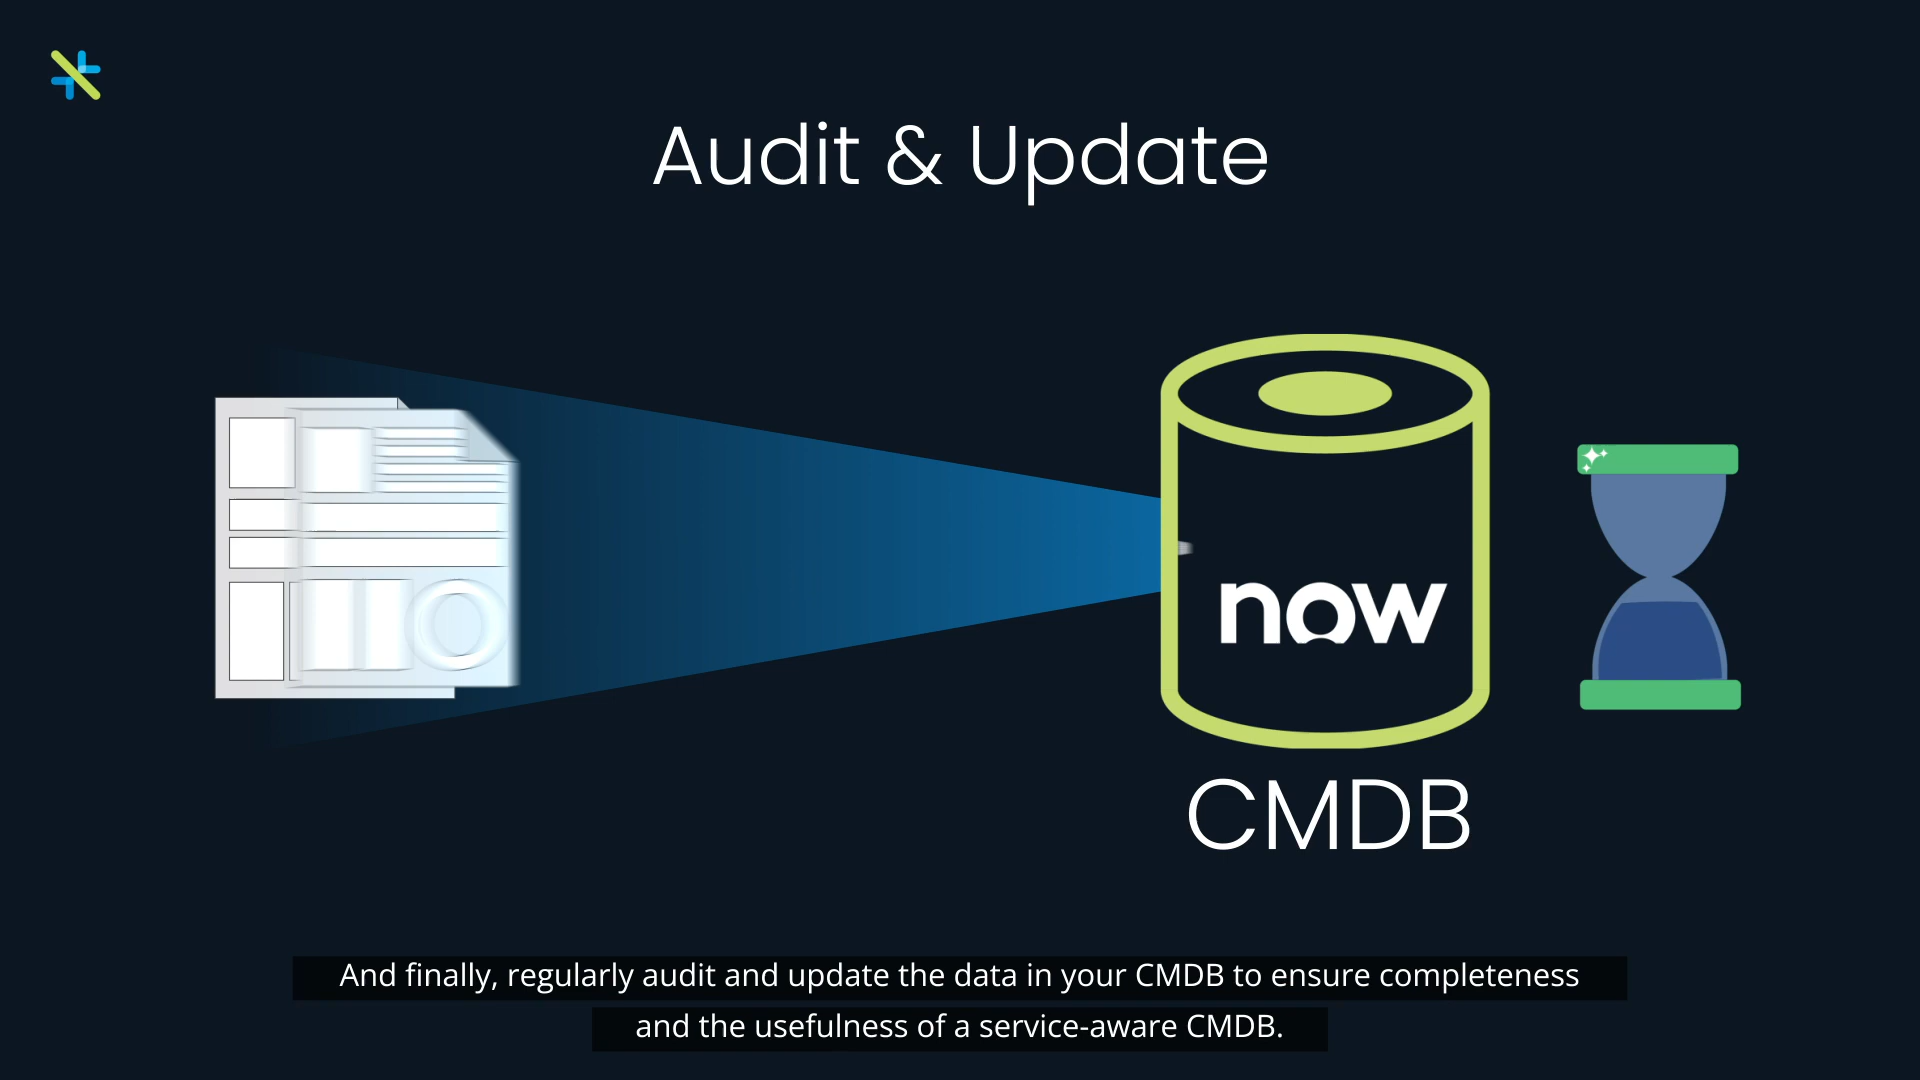 Audit & Update
now
CMDB
And finally, regularly audit and update the data in your CMDB to ensure completeness
and the usefulness of a service-aware CMDB.